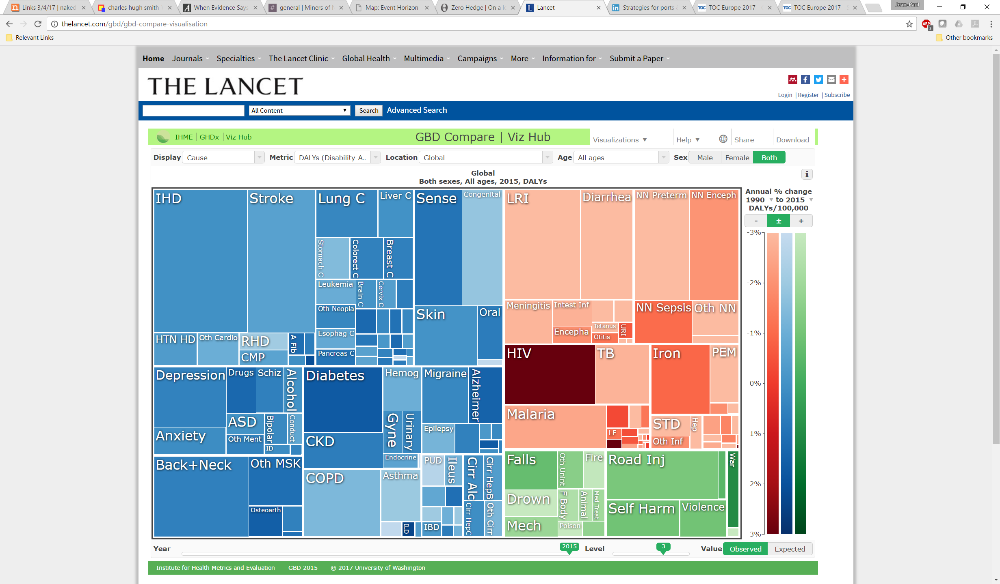 Links 3/4/17 | naked
charles hugh smith-
When Evidence Says
general | Miners of
Map: Event Horizon
Zero Hedge | On a
Lancet
Strategies for ports
TOC Europe 2017 -
TOC Europe 2017 -
Jean-Paul
thelancet.com/gbd/gbd-compare-visualisation
ABP
3
Relevant Links
Other bookmarks
Home Journals Specialties The Lancet Clinic Global Health Multimedia Campaigns More Information for Submit a Paper
THE LANCET
Login | Register | Subscribe
All Content
Search
Advanced Search
IHME | GHDx | Viz Hub
GBD Compare | Viz Hub
Visualizations
Help
Share
Download
Display Cause
Metric DALYs (Disability-A..
Location Global
Age All ages
Sex Male Female Both
Global
Both sexes, All ages, 2015, DALYs
i
IHD
Stroke
Lung C
Liver C
Stomach C
Colorect C
Breast C
Leukemia
Brain C
Cervix C
Oth Neopla
Esophag C
Pancreas C
Sense
Congenital
Skin
Oral
HTN HD
Oth Cardio
RHD
CMP
A Fib
Depression
Drugs
Schiz
Alcohol
ASD
Bipolar
Conduct
Anxiety
Oth Ment
ID
Diabetes
Hemog
Gyne
Urinary
CKD
Endocrine
Migraine
Alzheimer
Epilepsy
Back+Neck
Oth MSK
Osteoarth
COPD
Asthma
ILD
PUD
Ileus
IBD
Cirr Alc
Cirr HepB
Cirr HepC
Oth Cirr
LRI
Diarrhea
NN Preterm
NN Enceph
Meningitis
Intest Inf
Encepha
Tetanus
Otitis
URI
NN Sepsis
Oth NN
HIV
TB
Iron
PEM
Malaria
LF
STD
Hep
Oth Inf
Falls
Oth Unint
Fire
Drown
F Body
Animal
Med Treat
Mech
Poison
Road Inj
War
Self Harm
Violence
Annual % change
1990 to 2015
DALYs/100,000
- ± +
-3%
-2%
-1%
0%
1%
2%
3%
Year
2015
Level
3
Value Observed Expected
Institute for Health Metrics and Evaluation GBD 2015 © 2017 University of Washington